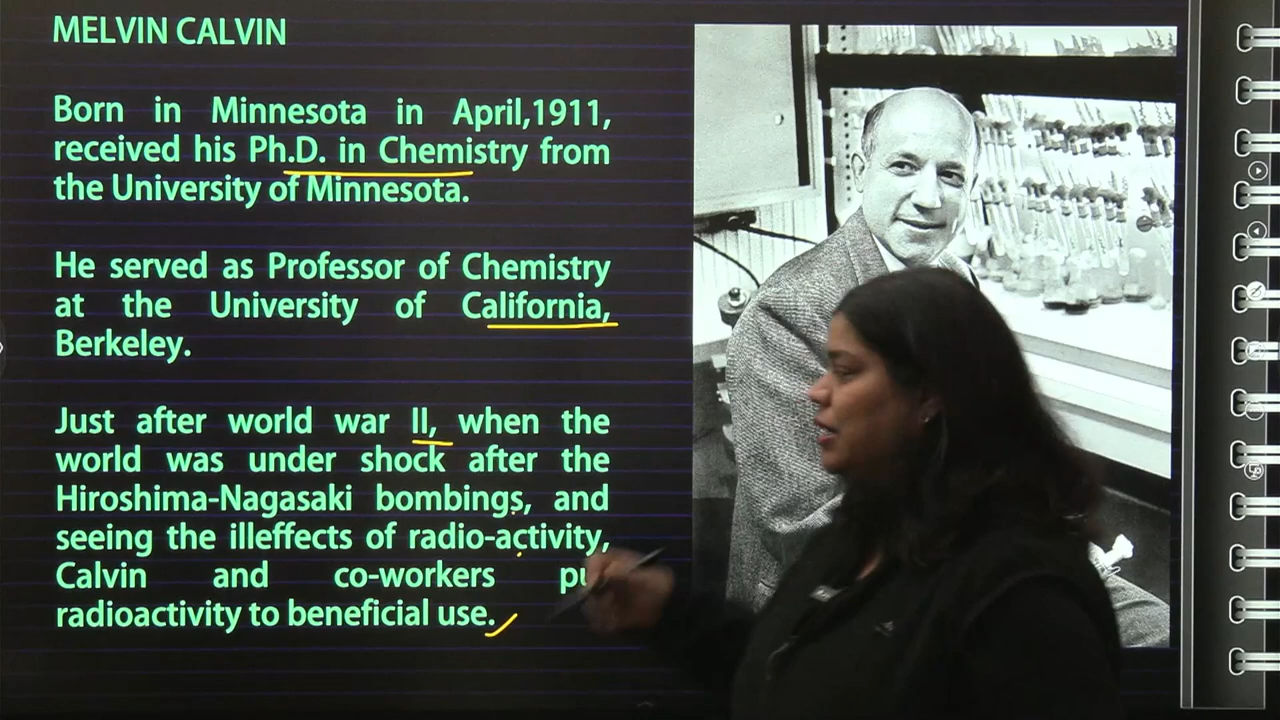 MELVIN CALVIN
Born in Minnesota in April,1911,
received his Ph.D. in Chemistry from
the University of Minnesota.
He served as Professor of Chemistry
at the University of California,
Berkeley.
Just after world war II, when the
world was under shock after the
Hiroshima-Nagasaki bombings, and
seeing the illeffects of radio-activity,
Calvin and co-workers
radioactivity to beneficial use.